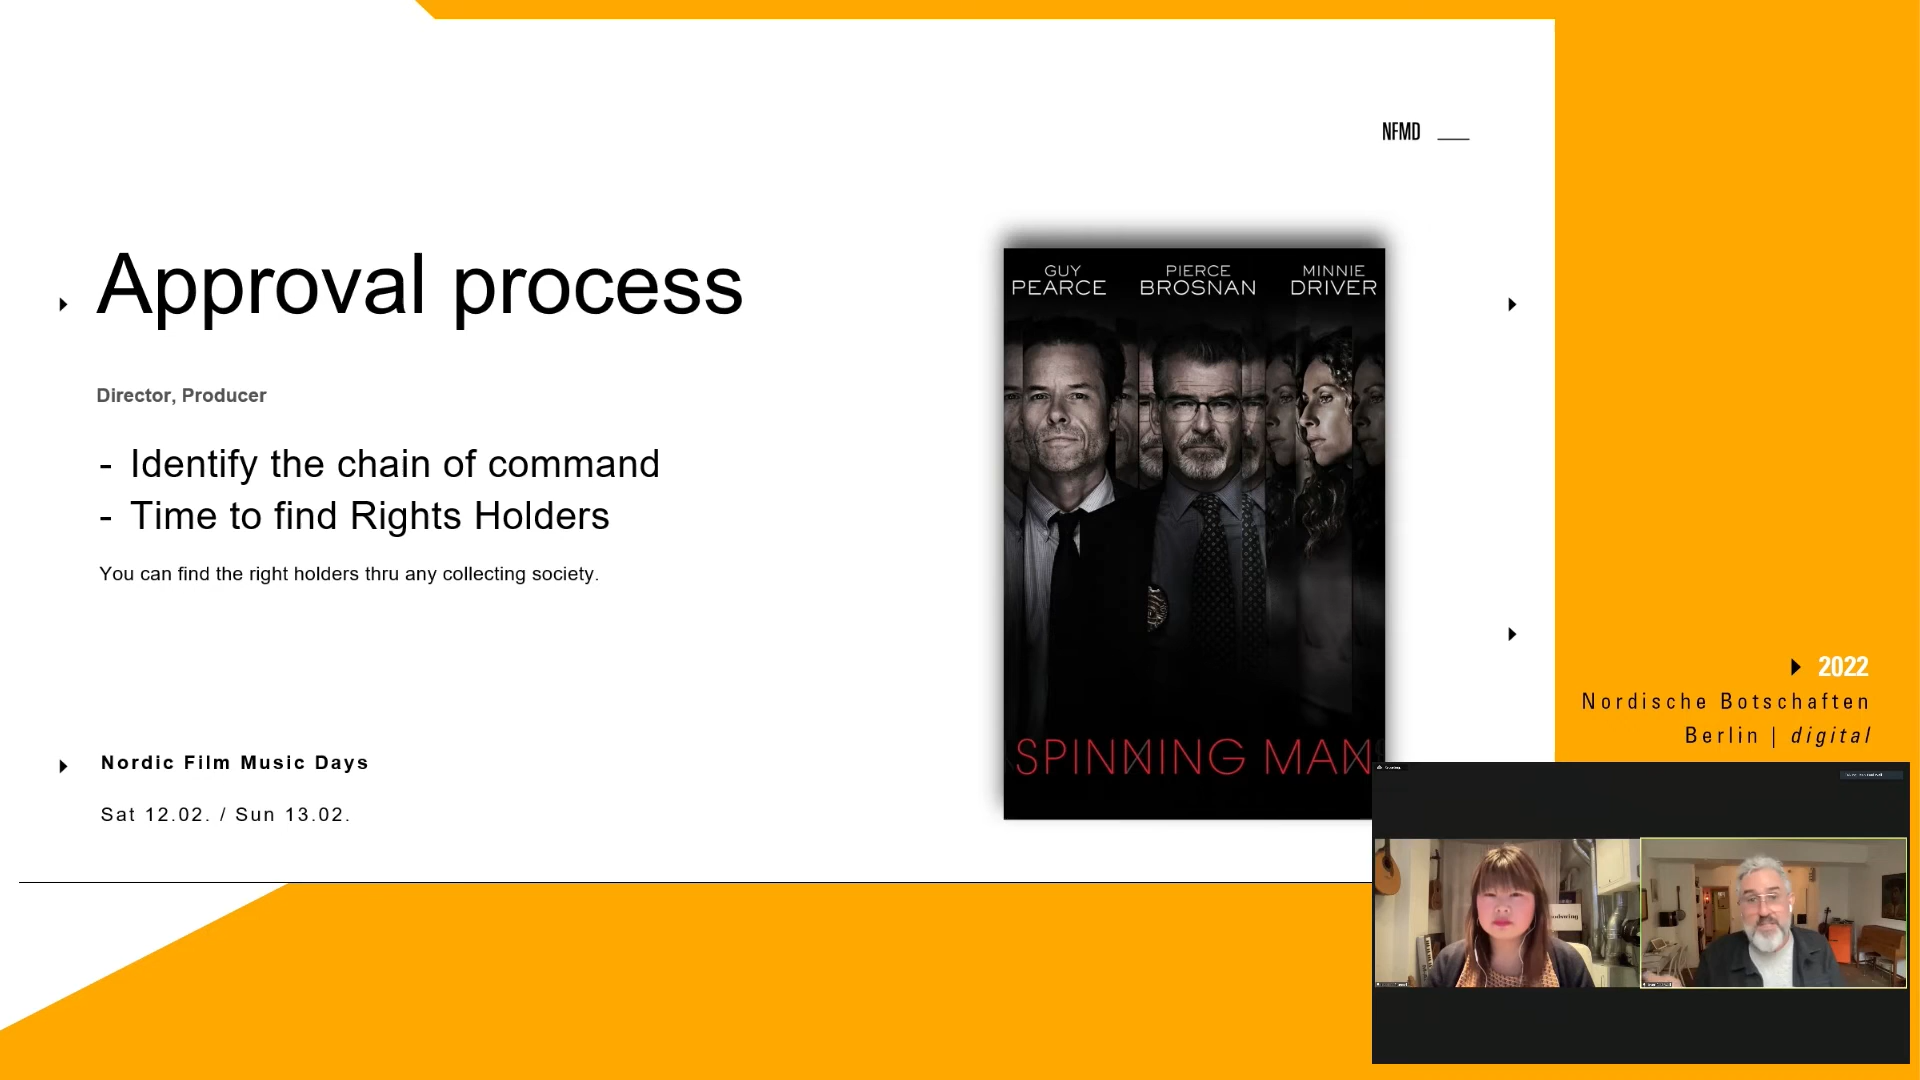 NFMD
Approval process
Director, Producer
- Identify the chain of command
- Time to find Rights Holders
You can find the right holders thru any collecting society.
Nordic Film Music Days
Sat 12.02. / Sun 13.02.
GUY PEARCE
PIERCE BROSNAN
MINNIE DRIVER
SPINNING MAN
2022
Nordische Botschaften
Berlin | digital